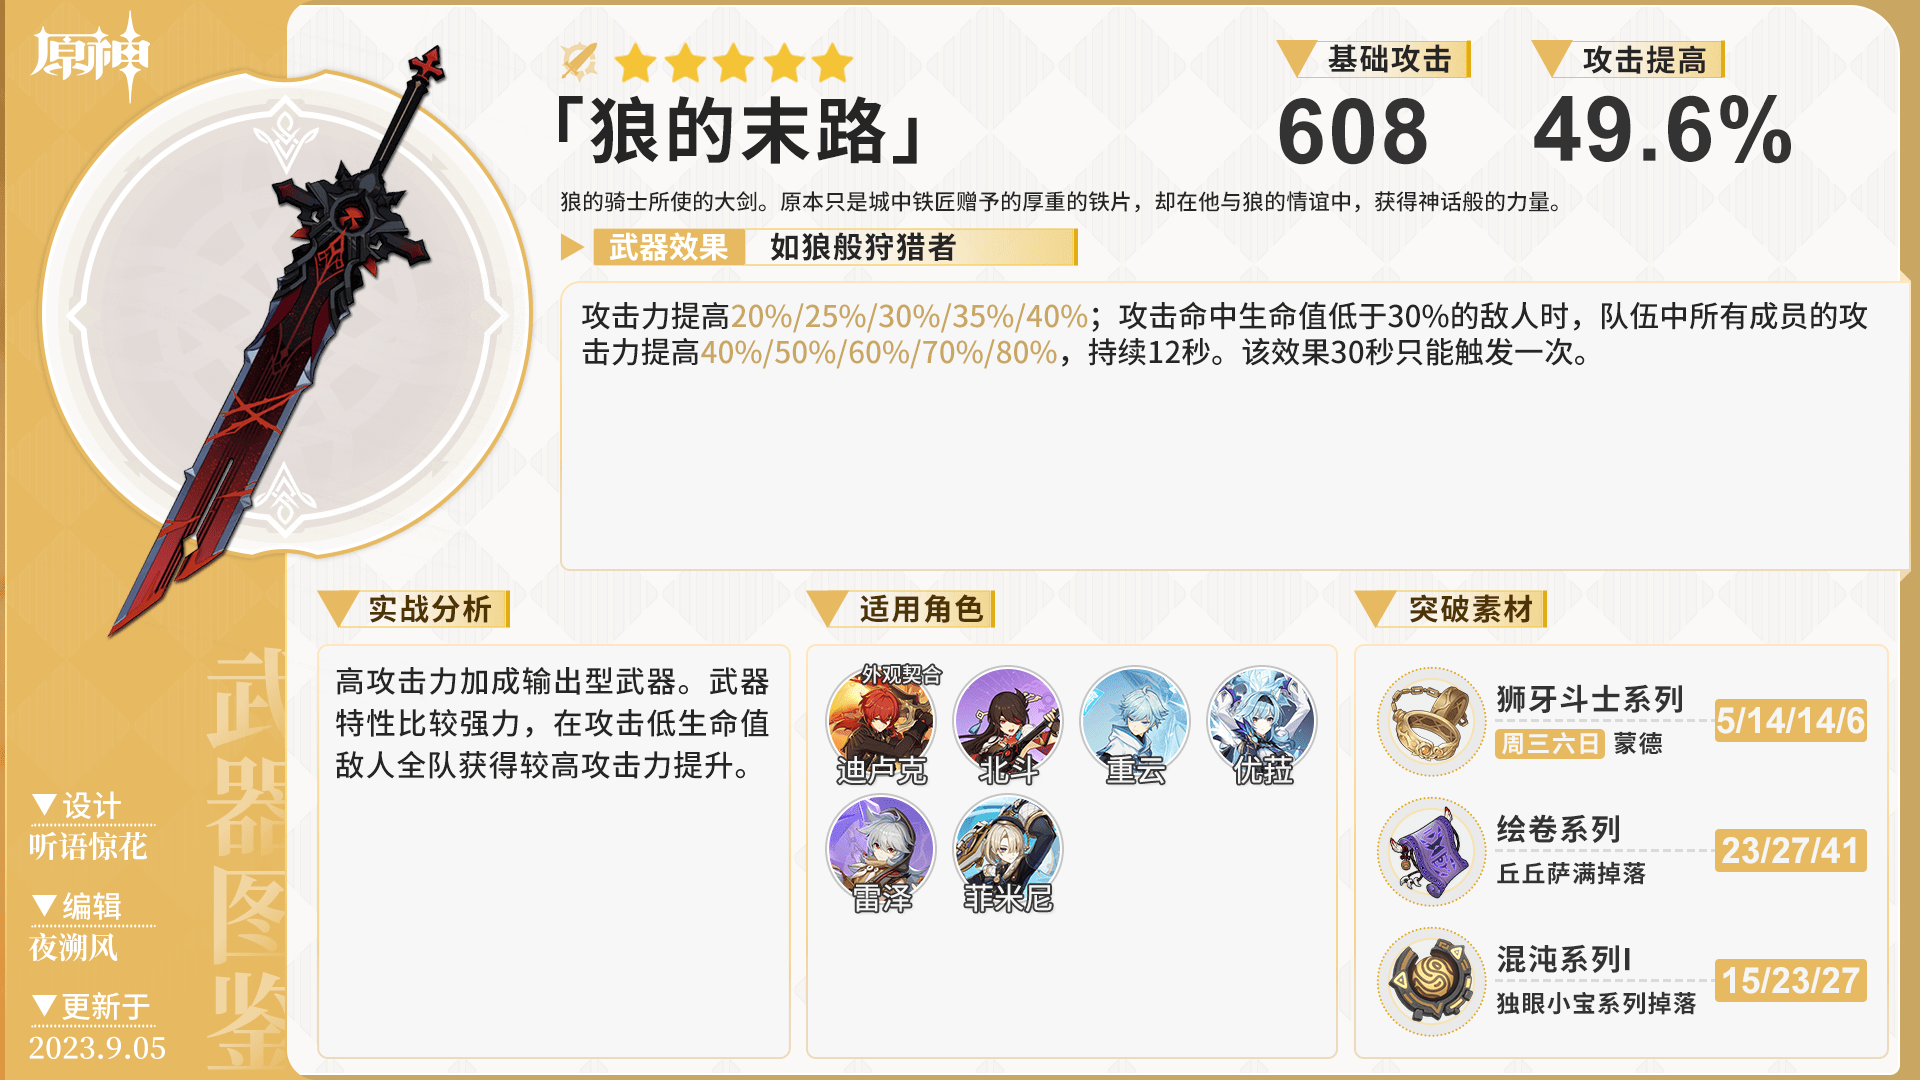 原神
「狼的末路」
基础攻击
608
攻击提高
49.6%
狼的骑士所使的大剑。原本只是城中铁匠赠予的厚重的铁片，却在他与狼的情谊中，获得神话般的力量。
武器效果 如狼般狩猎者
攻击力提高20%/25%/30%/35%/40%；攻击命中生命值低于30%的敌人时，队伍中所有成员的攻
击力提高40%/50%/60%/70%/80%，持续12秒。该效果30秒只能触发一次。
实战分析
高攻击力加成输出型武器。武器
特性比较强力，在攻击低生命值
敌人全队获得较高攻击力提升。
适用角色
外观契合
迪卢克 北斗 重云 优菈
雷泽 菲米尼
突破素材
狮牙斗士系列
周三六日 蒙德
5/14/14/6
绘卷系列
丘丘萨满掉落
23/27/41
混沌系列I
独眼小宝系列掉落
15/23/27
武器图鉴
▼设计
听语惊花
▼编辑
夜溯风
▼更新于
2023.9.05